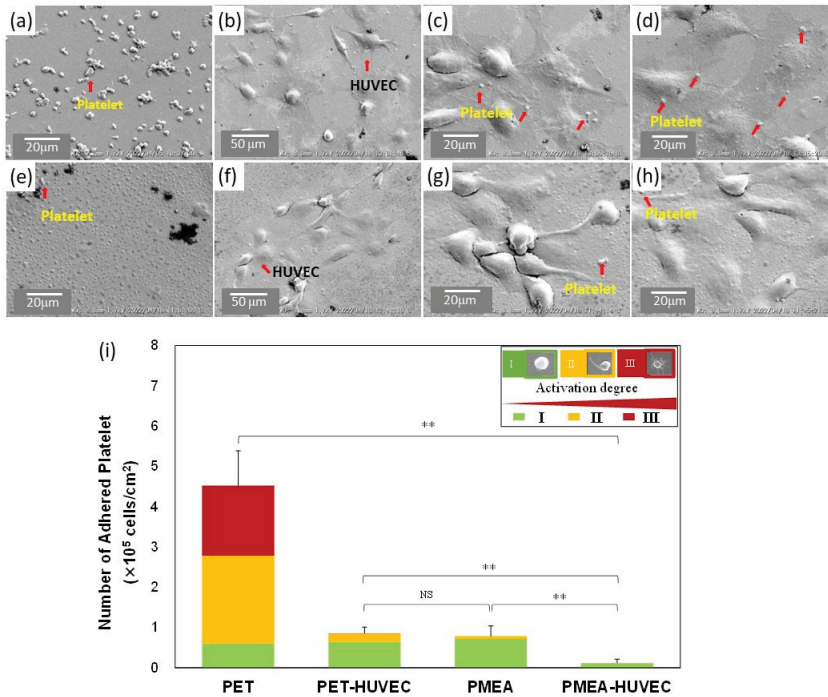 (a)
Platelet
20μm
(b)
HUVEC
50 μm
(c)
Platelet
20μm
(d)
Platelet
20μm
(e)
Platelet
20μm
(f)
HUVEC
50 μm
(g)
Platelet
20μm
(h)
Platelet
20μm
(i)
Number of Adhered Platelet
(×10⁵ cells/cm²)
8
7
6
5
4
3
2
1
0
I II III
Activation degree
I II III
**
**
NS
**
PET PET-HUVEC PMEA PMEA-HUVEC